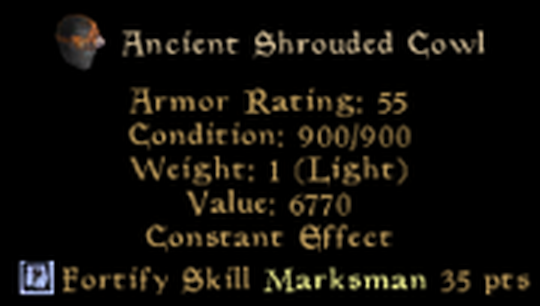 Ancient Shrouded Cowl
Armor Rating: 55
Condition: 900/900
Weight: 1 (Light)
Value: 6770
Constant Effect
Fortify Skill Marksman 35 pts